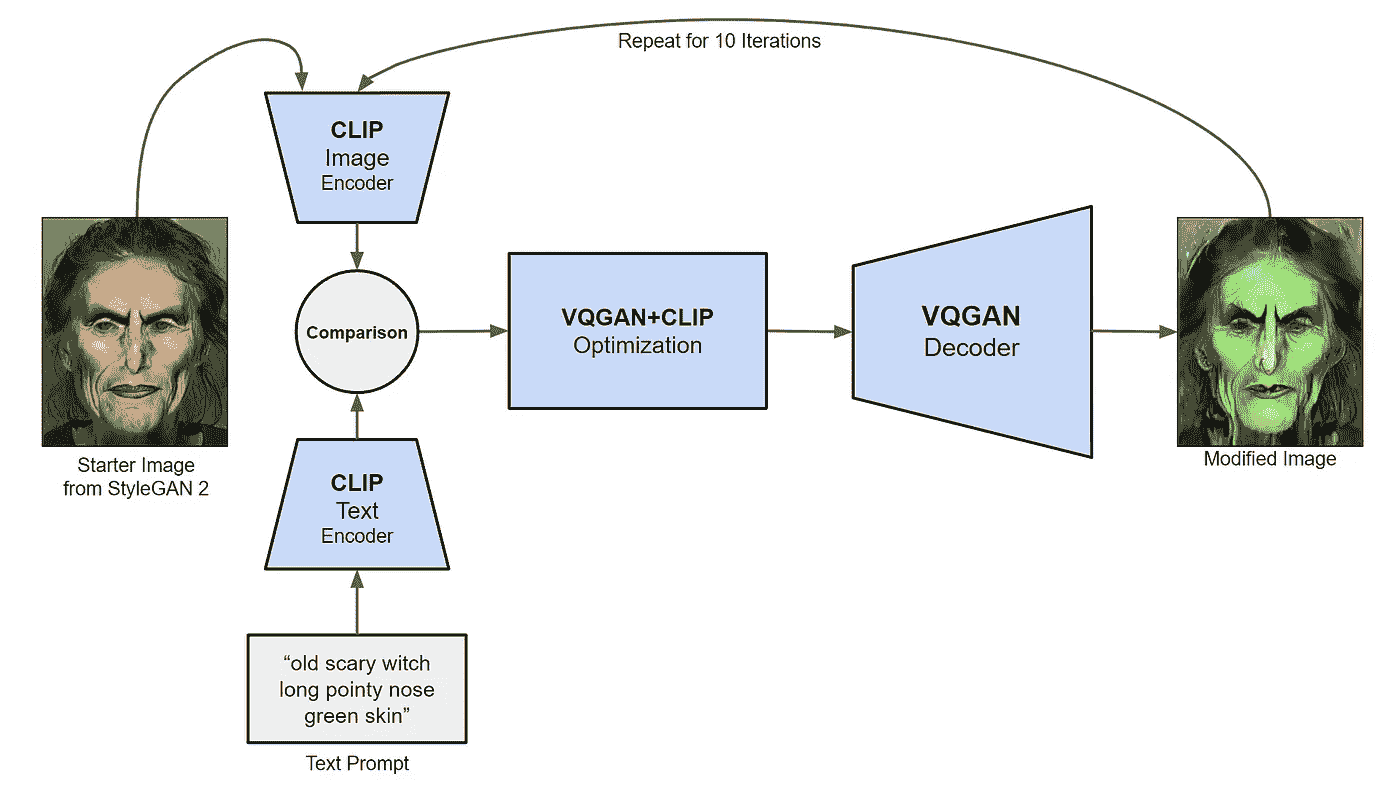 Repeat for 10 Iterations
CLIP
Image
Encoder
Comparison
VQGAN+CLIP
Optimization
VQGAN
Decoder
Starter Image
from StyleGAN 2
Modified Image
CLIP
Text
Encoder
“old scary witch
long pointy nose
green skin”
Text Prompt